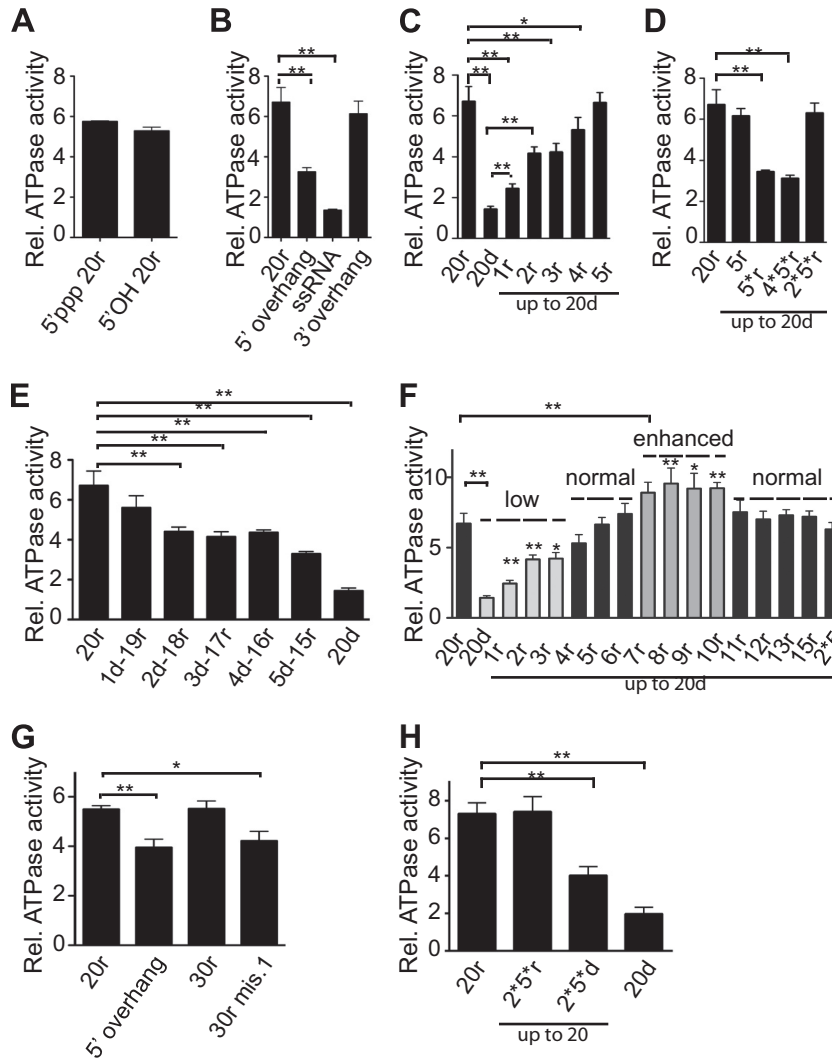 A
Rel. ATPase activity
8
6
4
2
0
5'ppp 20r
5'OH 20r
B
Rel. ATPase activity
8
6
4
2
0
**
**
20r
5' overhang
ssRNA
3'overhang
C
Rel. ATPase activity
8
6
4
2
0
*
**
**
**
**
**
20r
20d
1r
2r
3r
4r
5r
up to 20d
D
Rel. ATPase activity
8
6
4
2
0
**
**
20r
5r
5*r
4*5*r
2*5*r
up to 20d
E
Rel. ATPase activity
8
6
4
2
0
**
**
**
**
**
20r
1d-19r
2d-18r
3d-17r
4d-16r
5d-15r
20d
F
Rel. ATPase activity
10
5
0
**
**
low
**
**
*
normal
enhanced
**
*
**
normal
20r
20d
1r
2r
3r
4r
5r
6r
7r
8r
9r
10r
11r
12r
13r
15r
up to 20d
G
Rel. ATPase activity
6
4
2
0
*
**
20r
5' overhang
30r
30r mis.1
H
Rel. ATPase activity
8
6
4
2
0
**
**
20r
2*5*r
2*5*d
20d
up to 20